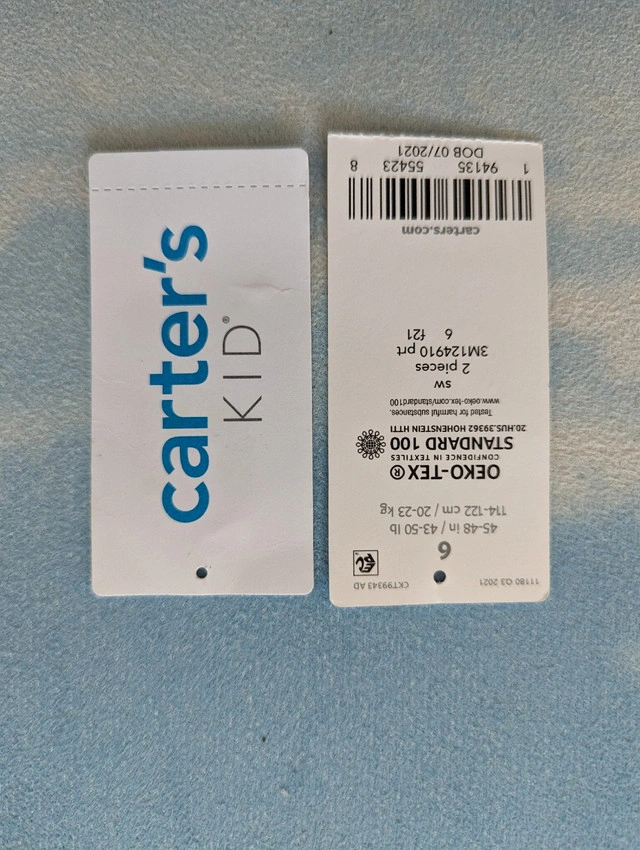 carter's
KID®
11180 Q3 2021 CKT99343 AD
6
45-48 in / 43-50 lb
114-122 cm / 20-23 kg
OEKO-TEX®
CONFIDENCE IN TEXTILES
STANDARD 100
20.HUS.39362 HOHENSTEIN HTTI
Tested for harmful substances.
www.oeko-tex.com/standard100
sw
2 pieces
3M124910 prt
6 f21
carters.com
1 94135 55423 8
DOB 07/2021